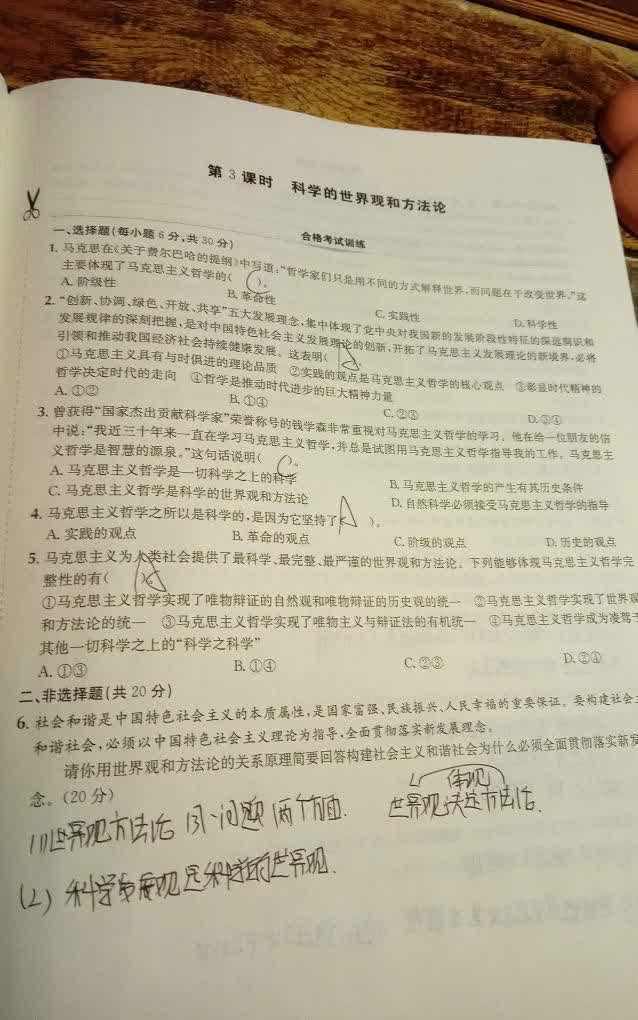 第 3 课时 科学的世界观和方法论
合格考试训练
一、选择题(每小题 6 分,共 30 分)
1. 马克思在《关于费尔巴哈的提纲》中写道:“哲学家们只是用不同的方式解释世界,而问题在于改变世界。”这
主要体现了马克思主义哲学的( C )。
A. 阶级性 B. 革命性 C. 实践性 D. 科学性
2. “创新、协调、绿色、开放、共享”五大发展理念,集中体现了党中央对我国新的发展阶段性特征的深远洞识和
发展规律的深刻把握,是对中国特色社会主义发展理论的创新,开拓了马克思主义发展理论的新境界,必将
引领和推动我国经济社会持续健康发展。这表明( )。
①马克思主义具有与时俱进的理论品质 ②实践的观点是马克思主义哲学的核心观点 ③彰显时代精神的
哲学决定时代的走向 ④哲学是推动时代进步的巨大精神力量
A. ①② B. ①④ C. ②③ D. ③④
3. 曾获得“国家杰出贡献科学家”荣誉称号的钱学森非常重视对马克思主义哲学的学习。他在给一位朋友的信
中说:“我近三十年来一直在学习马克思主义哲学,并总是试图用马克思主义哲学指导我的工作。马克思主
义哲学是智慧的源泉。”这句话说明( C )。
A. 马克思主义哲学是一切科学之上的科学 B. 马克思主义哲学的产生有其历史条件
C. 马克思主义哲学是科学的世界观和方法论 D. 自然科学必须接受马克思主义哲学的指导
4. 马克思主义哲学之所以是科学的,是因为它坚持了( A )。
A. 实践的观点 B. 革命的观点 C. 阶级的观点 D. 历史的观点
5. 马克思主义为人类社会提供了最科学、最完整、最严谨的世界观和方法论。下列能够体现马克思主义哲学完
整性的有( )。
①马克思主义哲学实现了唯物辩证的自然观和唯物辩证的历史观的统一 ②马克思主义哲学实现了世界观
和方法论的统一 ③马克思主义哲学实现了唯物主义与辩证法的有机统一 ④马克思主义哲学成为凌驾于
其他一切科学之上的“科学之科学”
A. ①③ B. ①④ C. ②③ D. ②④
二、非选择题(共 20 分)
6. 社会和谐是中国特色社会主义的本质属性,是国家富强、民族振兴、人民幸福的重要保证。要构建社会主
和谐社会,必须以中国特色社会主义理论为指导,全面贯彻落实新发展理念。
请你用世界观和方法论的关系原理简要回答构建社会主义和谐社会为什么必须全面贯彻落实新发
念。(20 分)
体现
(1)世界观方法论 同一问题 两个方面. 世界观决定方法论.
(2) 科学发展观是科学的世界观.